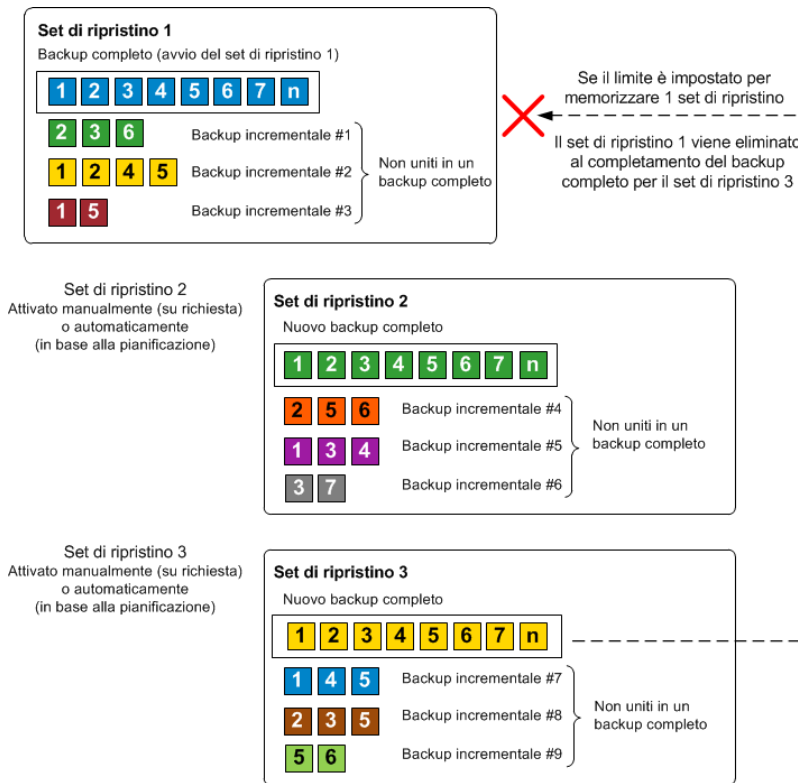 Set di ripristino 1
Backup completo (avvio del set di ripristino 1)
1 2 3 4 5 6 7 n
2 3 6 Backup incrementale #1
1 2 4 5 Backup incrementale #2
1 5 Backup incrementale #3
Non uniti in un
backup completo
Se il limite è impostato per
memorizzare 1 set di ripristino
Il set di ripristino 1 viene eliminato
al completamento del backup
completo per il set di ripristino 3
Set di ripristino 2
Attivato manualmente (su richiesta)
o automaticamente
(in base alla pianificazione)
Set di ripristino 2
Nuovo backup completo
1 2 3 4 5 6 7 n
2 5 6 Backup incrementale #4
1 3 4 Backup incrementale #5
3 7 Backup incrementale #6
Non uniti in un
backup completo
Set di ripristino 3
Attivato manualmente (su richiesta)
o automaticamente
(in base alla pianificazione)
Set di ripristino 3
Nuovo backup completo
1 2 3 4 5 6 7 n
1 4 5 Backup incrementale #7
2 3 5 Backup incrementale #8
5 6 Backup incrementale #9
Non uniti in un
backup completo